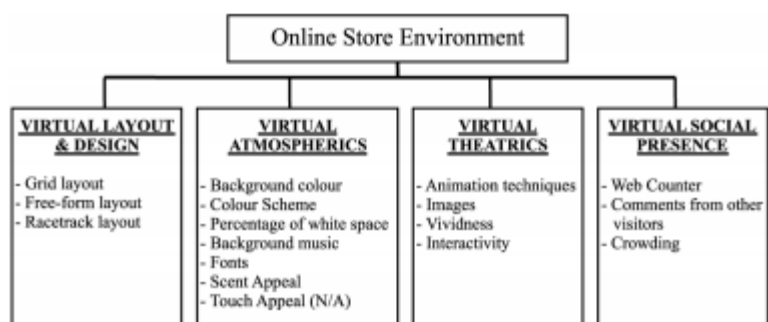 Online Store Environment
VIRTUAL LAYOUT
& DESIGN
- Grid layout
- Free-form layout
- Racetrack layout
VIRTUAL
ATMOSPHERICS
- Background colour
- Colour Scheme
- Percentage of white space
- Background music
- Fonts
- Scent Appeal
- Touch Appeal (N/A)
VIRTUAL
THEATRICS
- Animation techniques
- Images
- Vividness
- Interactivity
VIRTUAL SOCIAL
PRESENCE
- Web Counter
- Comments from other
visitors
- Crowding